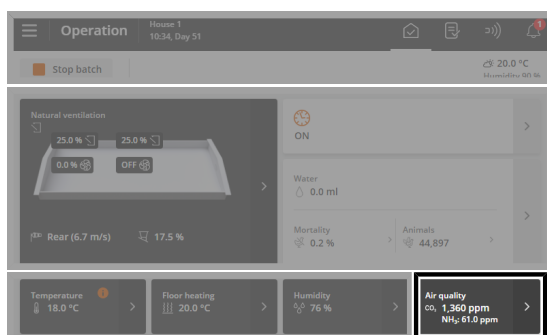 Operation
House 1
10:34, Day 51
1
Stop batch
20.0 °C
Humidity 90 %
Natural ventilation
25.0 % 25.0 %
0.0 % OFF
Rear (6.7 m/s) 17.5 %
ON
Water
0.0 ml
Mortality Animals
0.2 % 44,897
Temperature
18.0 °C
Floor heating
20.0 °C
Humidity
76 %
Air quality
CO₂ 1,360 ppm
NH₃: 61.0 ppm